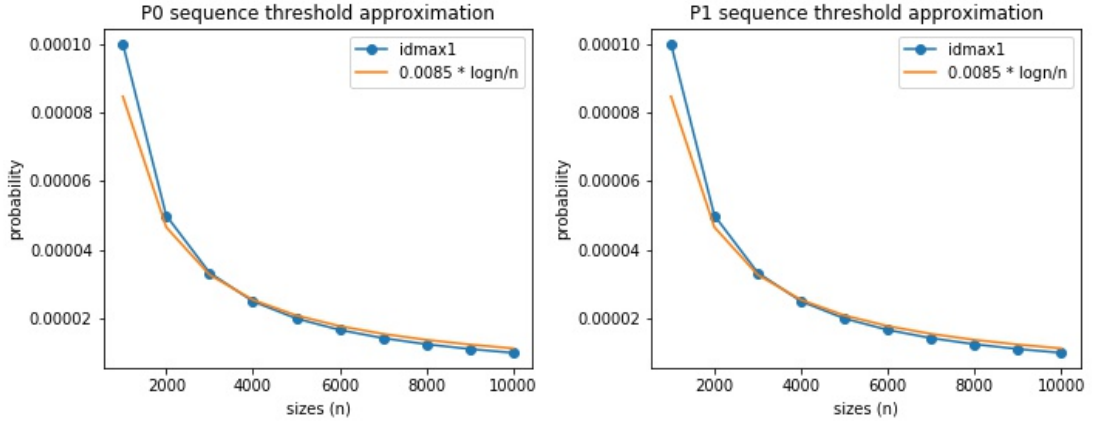 P0 sequence threshold approximation
idmax1
0.0085 * logn/n
0.00010
0.00008
0.00006
0.00004
0.00002
probability
2000 4000 6000 8000 10000
sizes (n)
P1 sequence threshold approximation
idmax1
0.0085 * logn/n
0.00010
0.00008
0.00006
0.00004
0.00002
probability
2000 4000 6000 8000 10000
sizes (n)